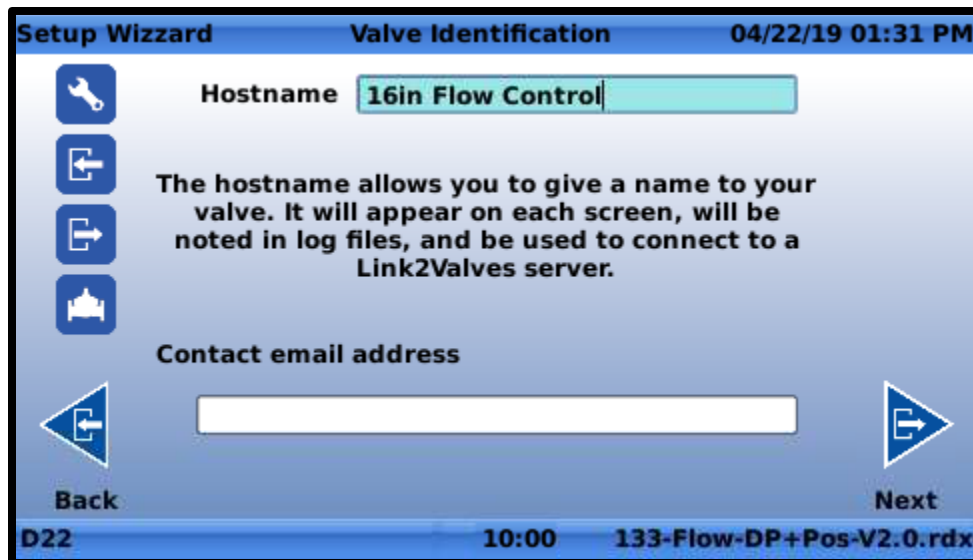 Setup Wizzard Valve Identification 04/22/19 01:31 PM
Hostname 16in Flow Control
The hostname allows you to give a name to your
valve. It will appear on each screen, will be
noted in log files, and be used to connect to a
Link2Valves server.
Contact email address
Back Next
D22 10:00 133-Flow-DP+Pos-V2.0.rdx